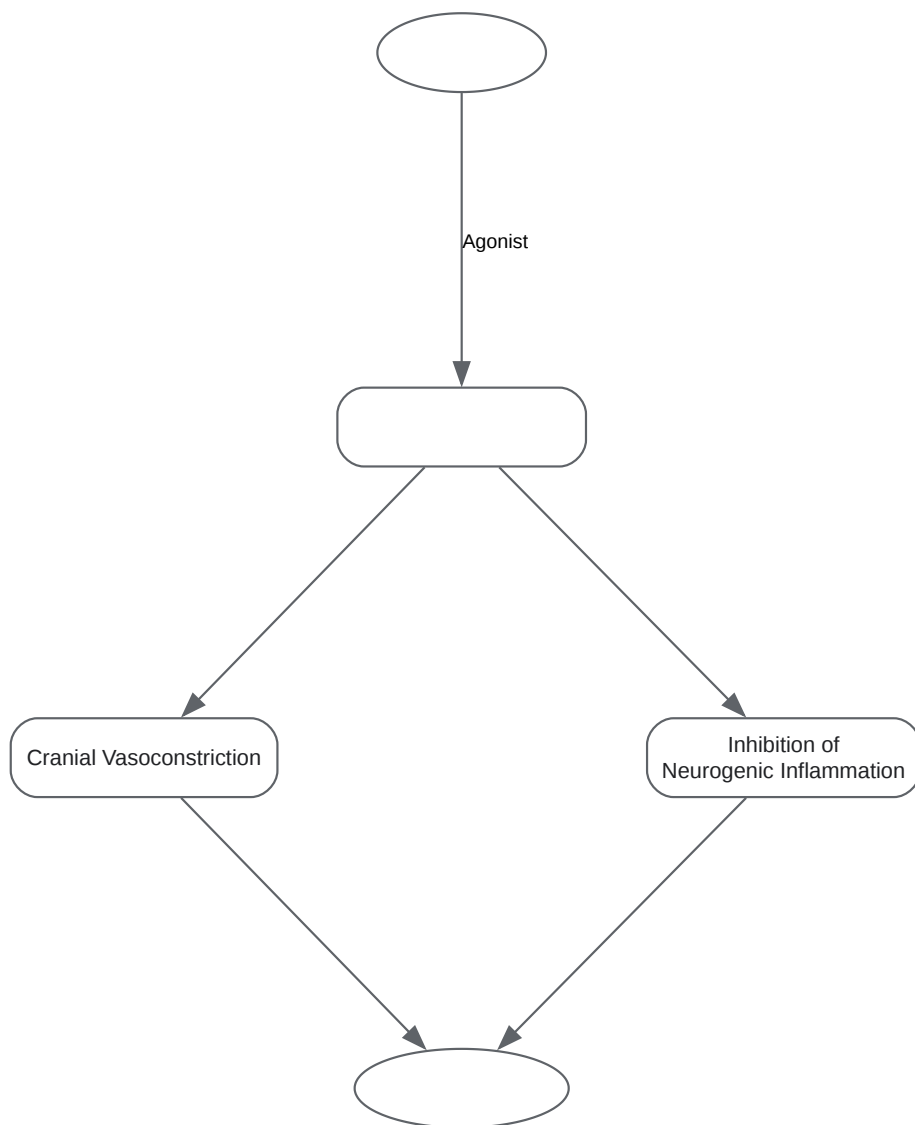 Agonist
Cranial Vasoconstriction
Inhibition of
Neurogenic Inflammation